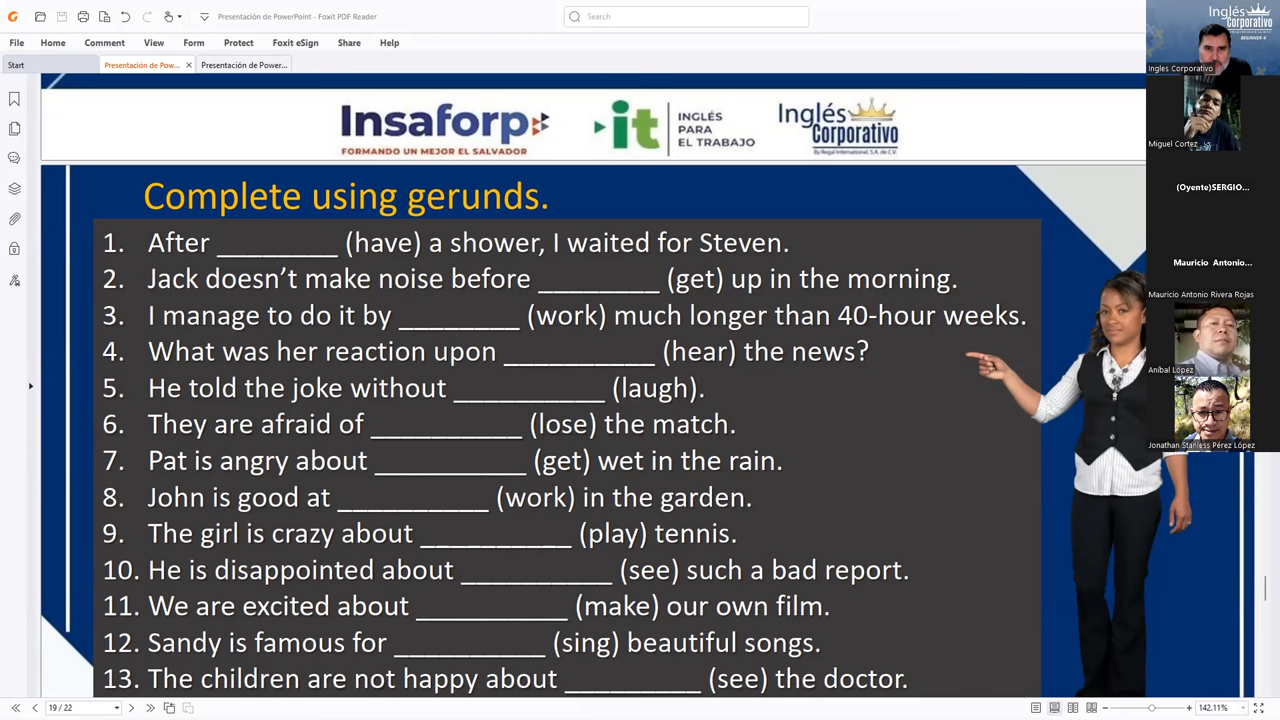 Presentación de PowerPoint - Foxit PDF Reader
Search
File Home Comment View Form Protect Foxit eSign Share Help
Start
Presentación de Pow...
Presentación de Power...
Insaforp
FORMANDO UN MEJOR EL SALVADOR
it
INGLÉS
PARA
EL TRABAJO
Inglés
Corporativo
By Regal International, S.A. de C.V.
Complete using gerunds.
1. After ________ (have) a shower, I waited for Steven.
2. Jack doesn't make noise before ________ (get) up in the morning.
3. I manage to do it by ________ (work) much longer than 40-hour weeks.
4. What was her reaction upon __________ (hear) the news?
5. He told the joke without __________ (laugh).
6. They are afraid of __________ (lose) the match.
7. Pat is angry about __________ (get) wet in the rain.
8. John is good at __________ (work) in the garden.
9. The girl is crazy about __________ (play) tennis.
10. He is disappointed about __________ (see) such a bad report.
11. We are excited about __________ (make) our own film.
12. Sandy is famous for __________ (sing) beautiful songs.
13. The children are not happy about _________ (see) the doctor.
Inglés
Corporativo
BEGINNER 4
Ingles Corporativo
Miguel Cortez
(Oyente)SERGIO...
Mauricio Antonio...
Mauricio Antonio Rivera Rojas
Aníbal López
Jonathan Stanless Pérez López
19 / 22
142.11%